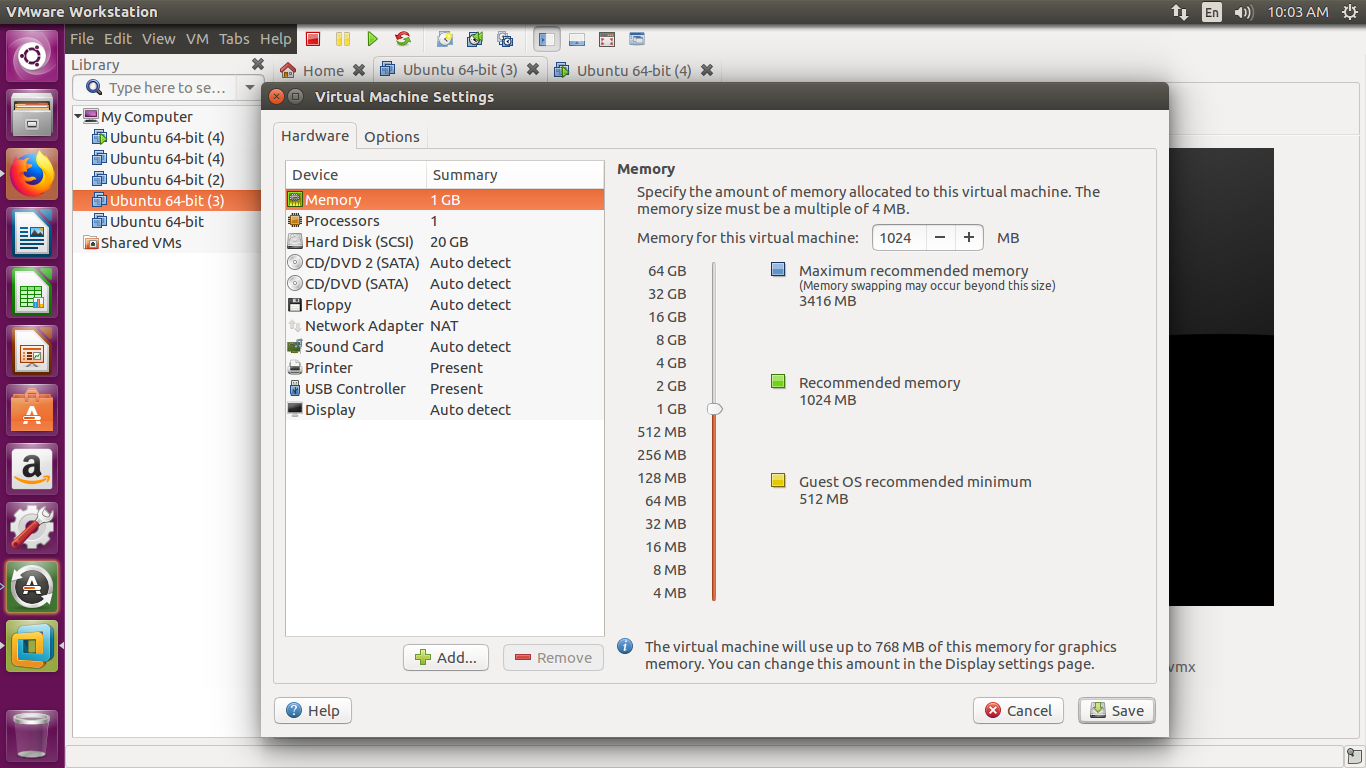 VMware Workstation
En
10:03 AM
File Edit View VM Tabs Help
Library
Type here to se...
My Computer
Ubuntu 64-bit (4)
Ubuntu 64-bit (4)
Ubuntu 64-bit (2)
Ubuntu 64-bit (3)
Ubuntu 64-bit
Shared VMs
Home
Ubuntu 64-bit (3)
Ubuntu 64-bit (4)
Virtual Machine Settings
Hardware
Options
Device Summary
Memory 1 GB
Processors 1
Hard Disk (SCSI) 20 GB
CD/DVD 2 (SATA) Auto detect
CD/DVD (SATA) Auto detect
Floppy Auto detect
Network Adapter NAT
Sound Card Auto detect
Printer Present
USB Controller Present
Display Auto detect
Add...
Remove
Memory
Specify the amount of memory allocated to this virtual machine. The
memory size must be a multiple of 4 MB.
Memory for this virtual machine: 1024 − + MB
64 GB
32 GB
16 GB
8 GB
4 GB
2 GB
1 GB
512 MB
256 MB
128 MB
64 MB
32 MB
16 MB
8 MB
4 MB
Maximum recommended memory
(Memory swapping may occur beyond this size)
3416 MB
Recommended memory
1024 MB
Guest OS recommended minimum
512 MB
The virtual machine will use up to 768 MB of this memory for graphics
memory. You can change this amount in the Display settings page.
Help
Cancel
Save
vmx